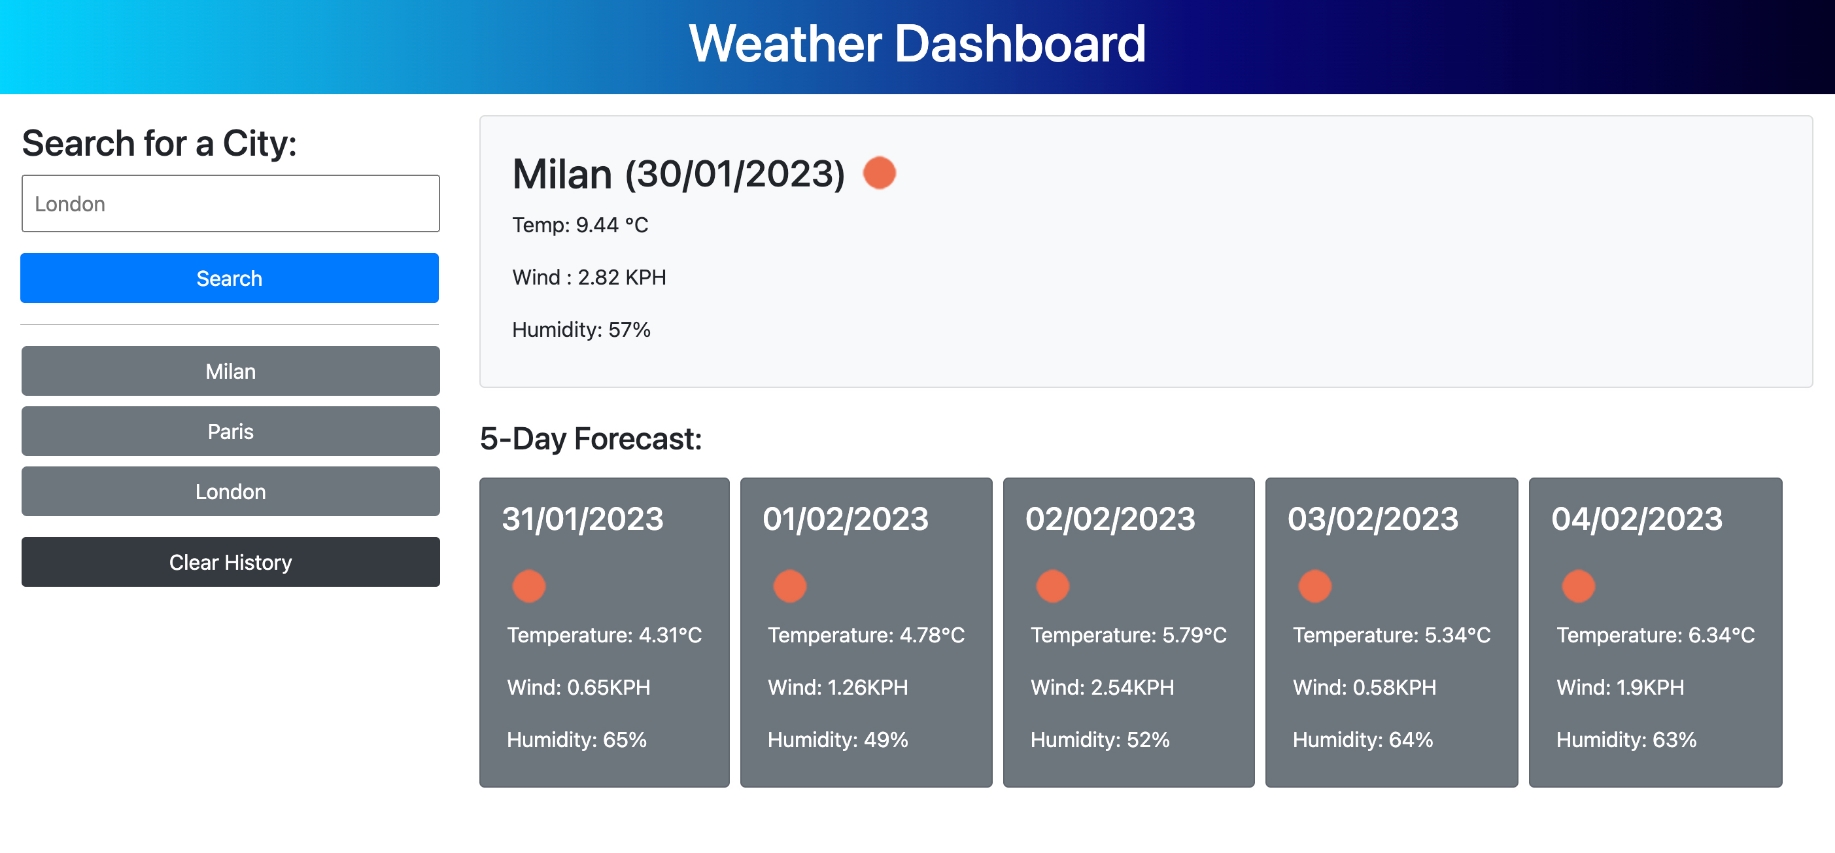 Weather Dashboard
Search for a City:
London
Search
Milan
Paris
London
Clear History
Milan (30/01/2023)
Temp: 9.44 °C
Wind : 2.82 KPH
Humidity: 57%
5-Day Forecast:
31/01/2023
Temperature: 4.31°C
Wind: 0.65KPH
Humidity: 65%
01/02/2023
Temperature: 4.78°C
Wind: 1.26KPH
Humidity: 49%
02/02/2023
Temperature: 5.79°C
Wind: 2.54KPH
Humidity: 52%
03/02/2023
Temperature: 5.34°C
Wind: 0.58KPH
Humidity: 64%
04/02/2023
Temperature: 6.34°C
Wind: 1.9KPH
Humidity: 63%